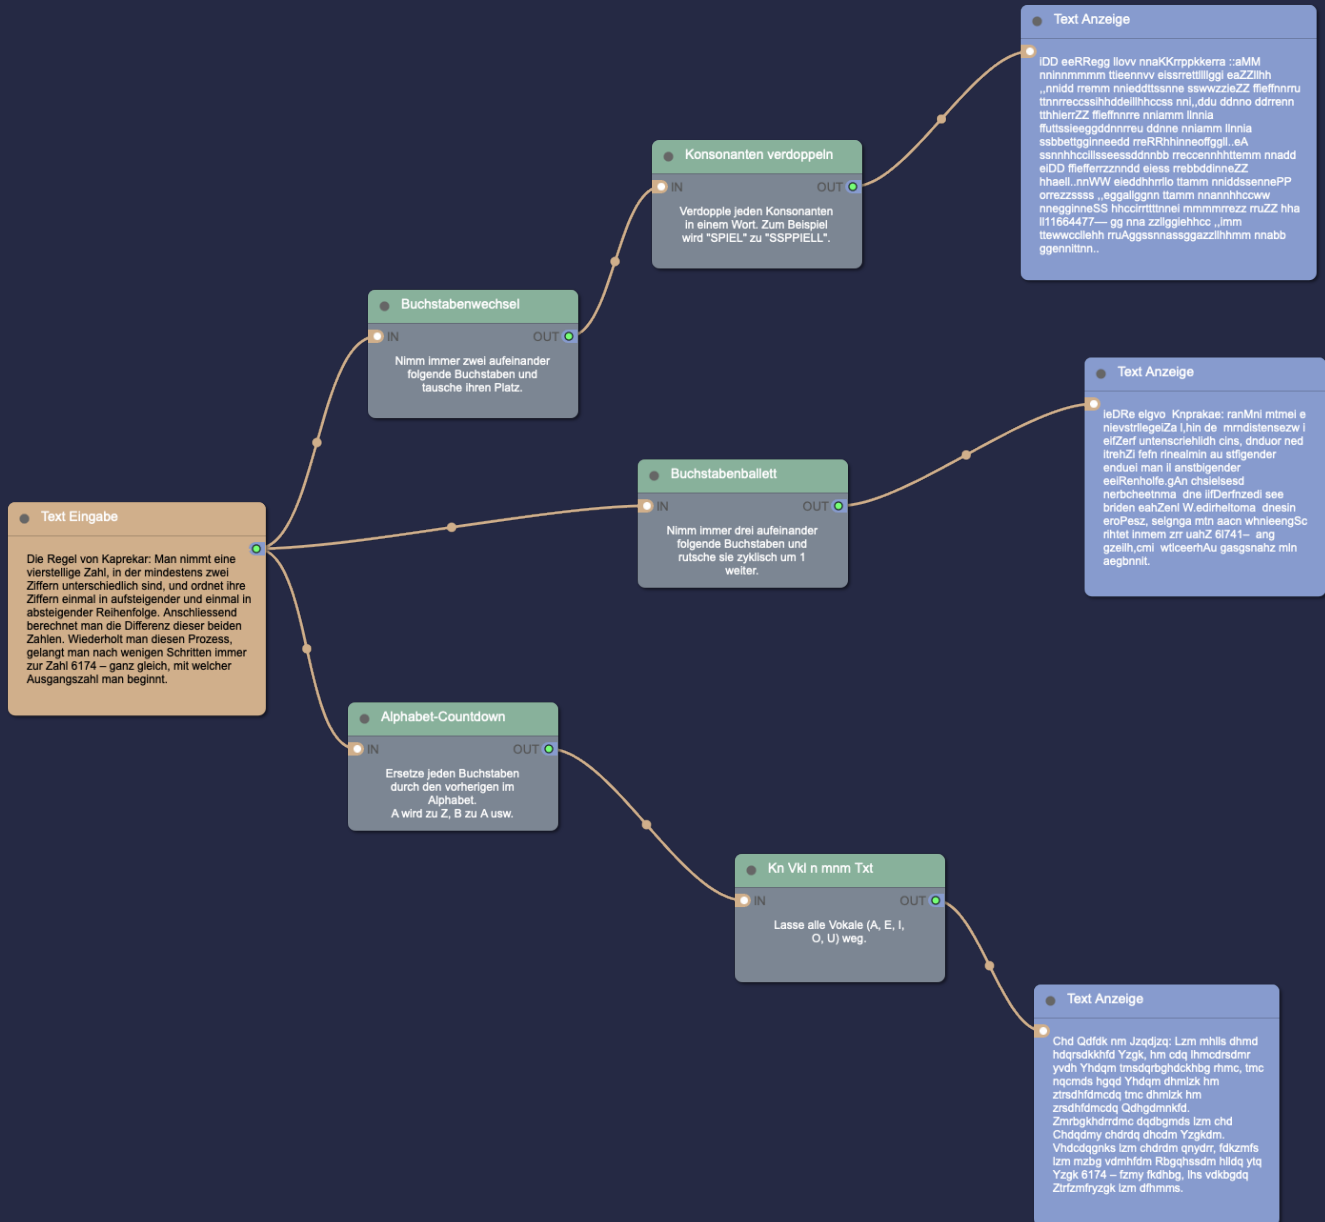 Text Anzeige
iDD eeRRegg llovv nnaKKrrppkkerra ::aMM
nninnmmmm ttieennvv eissrrettllllggi eaZZllhh
,,nnidd rremm nnieddttssnne sswwzzieZZ ffieffnnrru
ttnnrreccssihhddeillhhccss nni,,ddu ddnno ddrrenn
tthhierrZZ ffieffnnrre nniamm llnnia
ffuttssieeggddnnrreu ddnne nniamm llnnia
ssbbettgginneedd rreRRhhinneoffggll..eA
ssnnhhccillsseessddnnbb rreccennhhttemm nnadd
eiDD ffiefferrzznndd eless rrebbddinneZZ
hhaell..nnWW eieddhhrrllo ttamm nniddssennePP
orrezzssss ,,eggallggnn ttamm nnannhhccww
nnegginneSS hhccirrttttnnei mmmmrrezz rruZZ hha
ll11664477–– gg nna zzllggiehhcc ,,imm
ttewwccllehh rruAggssnnassggazzllhhmm nnabb
ggennittnn..
Konsonanten verdoppeln
IN OUT
Verdopple jeden Konsonanten
in einem Wort. Zum Beispiel
wird "SPIEL" zu "SSPPIELL".
Buchstabenwechsel
IN OUT
Nimm immer zwei aufeinander
folgende Buchstaben und
tausche ihren Platz.
Text Anzeige
ieDRe elgvo  Knprakae: ranMni mtmei e
nievstrllegeiZa l,hin de  mrndistensezw i
eifZerf untenscriehlidh cins, dnduor ned
itrehZi fefn rinealmin au stfigender
enduei man il anstbigender
eeiRenholfe.gAn chsielsesd
nerbcheetnma  dne iifDerfnzedi see
briden eahZenl W.edirheltoma  dnesin
eroPesz, selgnga mtn aacn whnieengSc
rihtet inmem zrr uahZ 6l741–  ang
gzeilh,cmi  wtlceerhAu gasgsnahz mln
aegbnnit.
Buchstabenballett
IN OUT
Nimm immer drei aufeinander
folgende Buchstaben und
rutsche sie zyklisch um 1
weiter.
Text Eingabe
Die Regel von Kaprekar: Man nimmt eine
vierstellige Zahl, in der mindestens zwei
Ziffern unterschiedlich sind, und ordnet ihre
Ziffern einmal in aufsteigender und einmal in
absteigender Reihenfolge. Anschliessend
berechnet man die Differenz dieser beiden
Zahlen. Wiederholt man diesen Prozess,
gelangt man nach wenigen Schritten immer
zur Zahl 6174 – ganz gleich, mit welcher
Ausgangszahl man beginnt.
Alphabet-Countdown
IN OUT
Ersetze jeden Buchstaben
durch den vorherigen im
Alphabet.
A wird zu Z, B zu A usw.
Kn Vkl n mnm Txt
IN OUT
Lasse alle Vokale (A, E, I,
O, U) weg.
Text Anzeige
Chd Qdfdk nm Jzqdjzq: Lzm mhlls dhmd
hdqrsdkkhfd Yzgk, hm cdq lhmcdrsdmr
yvdh Yhdqm tmsdqrbghdckhbg rhmc, tmc
nqcmds hgqd Yhdqm dhmlzk hm
ztrsdhfdmcdq tmc dhmlzk hm
zrsdhfdmcdq Qdhgdmnkfd.
Zmrbgkhdrrdmc dqdbgmds lzm chd
Chdqdmy chdrdq dhcdm Yzgkdm.
Vhdcdqgnks lzm chdrdm qnydrr, fdkzmfs
lzm mzbg vdmhfdm Rbgqhssdm hlldq ytq
Yzgk 6174 – fzmy fkdhbg, lhs vdkbgdq
Ztrfzmfryzgk lzm dfhmms.